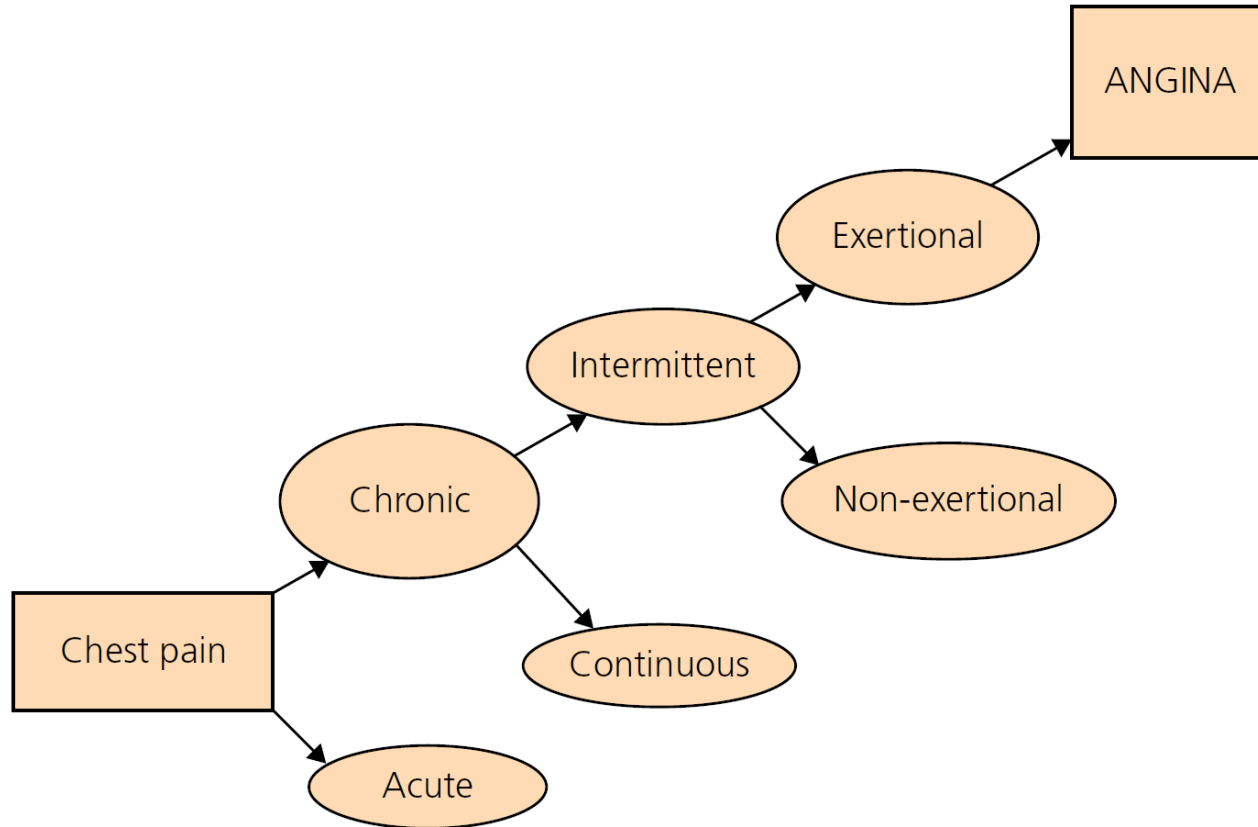 ANGINA
Exertional
Intermittent
Chronic
Non-exertional
Chest pain
Continuous
Acute